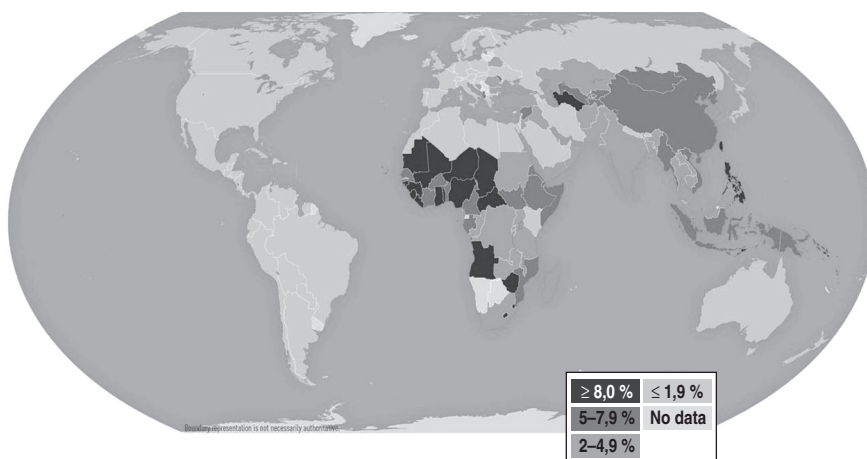 ≥ 8,0 % ≤ 1,9 %
5–7,9 % No data
2–4,9 %
Boundary representation is not necessarily authoritative.